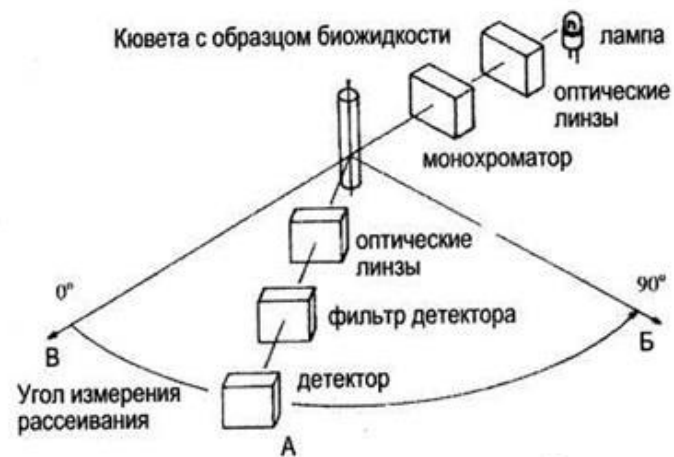 Кювета с образцом биожидкости
лампа
оптические
линзы
монохроматор
оптические
линзы
0°
90°
фильтр детектора
В
Б
детектор
Угол измерения
рассеивания
А